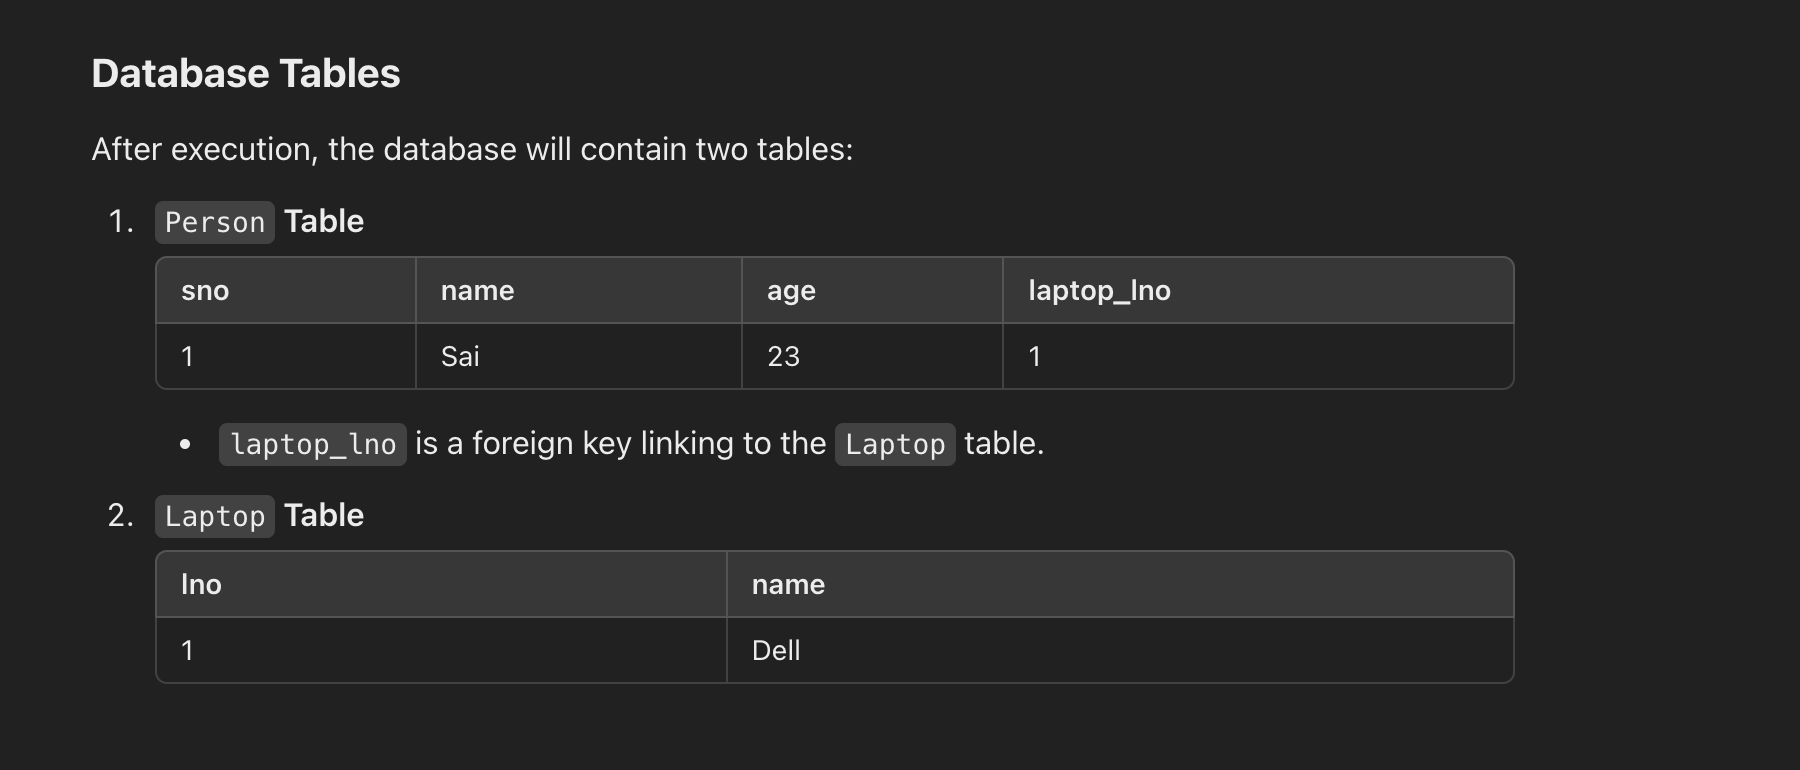 Database Tables
After execution, the database will contain two tables:
1. Person Table
sno name age laptop_lno
1 Sai 23 1
• laptop_lno is a foreign key linking to the Laptop table.
2. Laptop Table
lno name
1 Dell